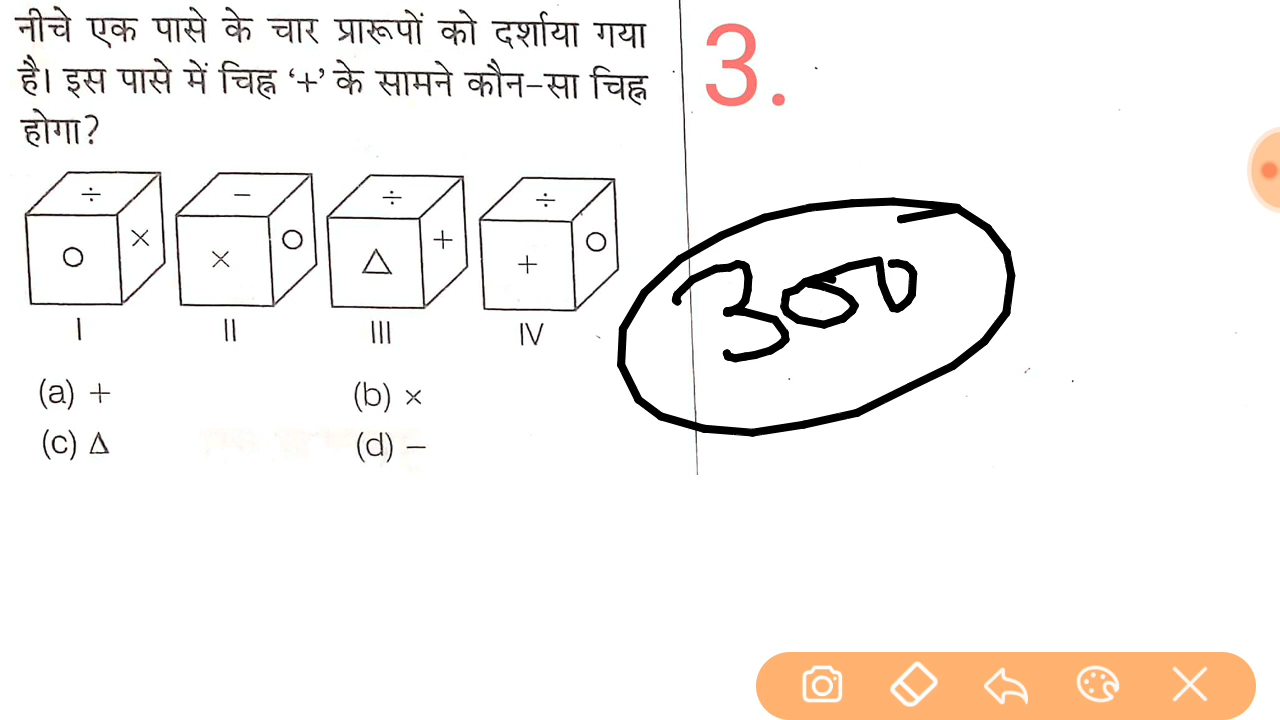 नीचे एक पासे के चार प्रारूपों को दर्शाया गया
है। इस पासे में चिह्न ‘+’ के सामने कौन-सा चिह्न
होगा?
3.
÷ ○ ×
− × ○
÷ △ +
÷ + ○
300
I II III IV
(a) + (b) ×
(c) Δ (d) −